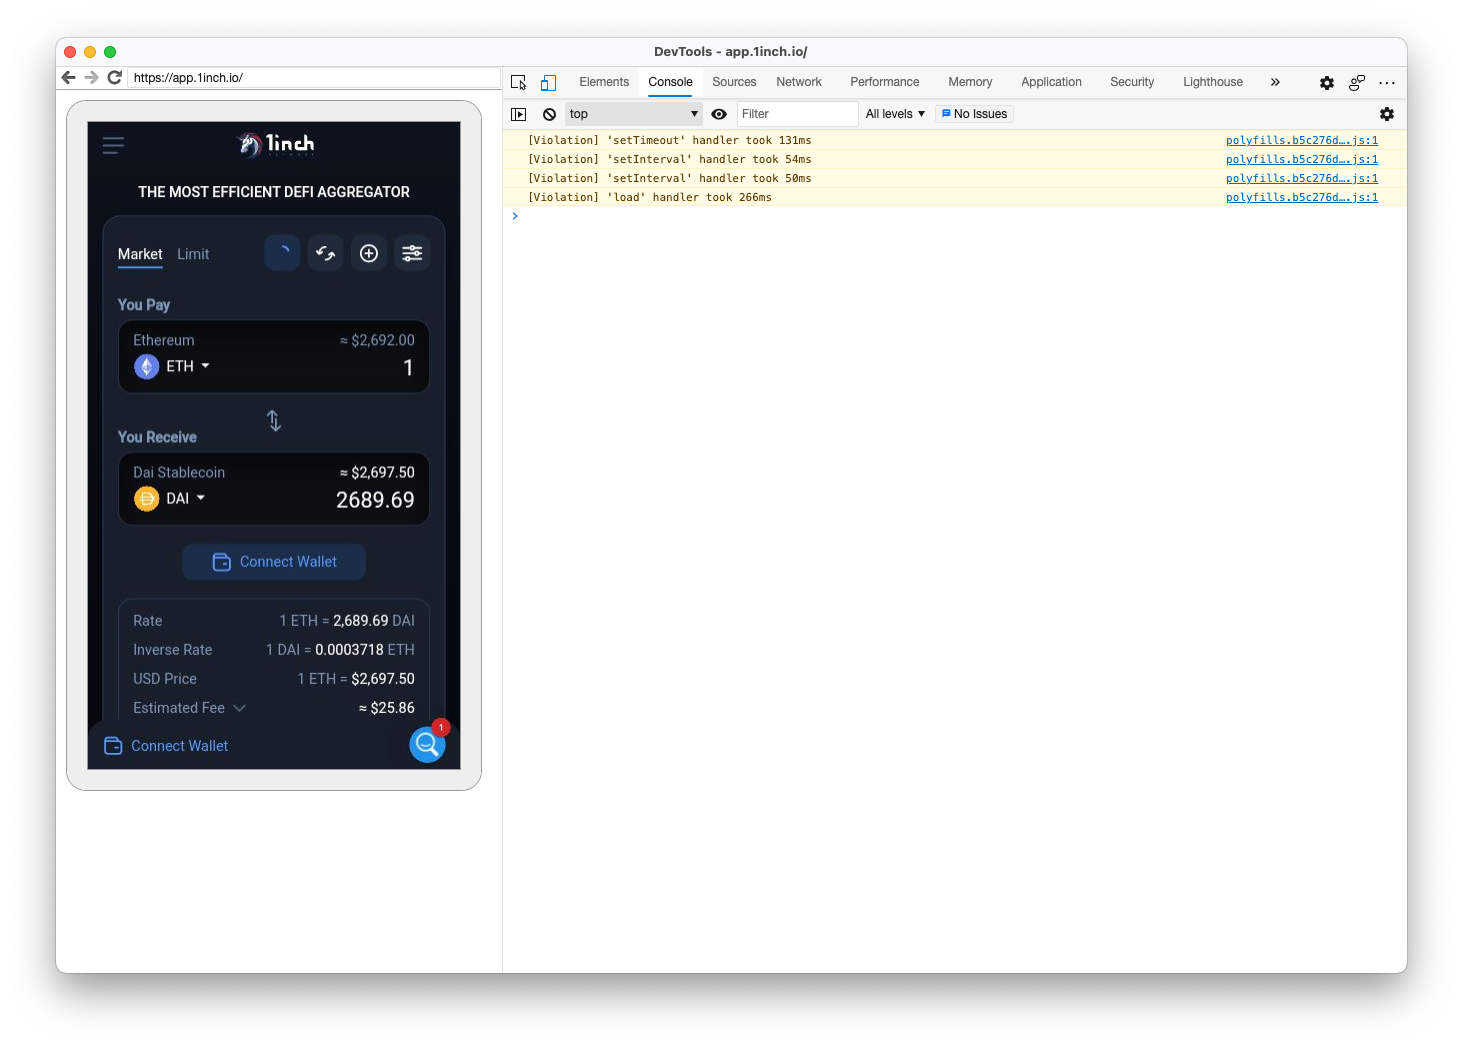 DevTools - app.1inch.io/
https://app.1inch.io/
Elements Console Sources Network Performance Memory Application Security Lighthouse
top Filter All levels No Issues
[Violation] 'setTimeout' handler took 131ms polyfills.b5c276d….js:1
[Violation] 'setInterval' handler took 54ms polyfills.b5c276d….js:1
[Violation] 'setInterval' handler took 50ms polyfills.b5c276d….js:1
[Violation] 'load' handler took 266ms polyfills.b5c276d….js:1
1inch
THE MOST EFFICIENT DEFI AGGREGATOR
Market Limit
You Pay
Ethereum ≈ $2,692.00
ETH 1
You Receive
Dai Stablecoin ≈ $2,697.50
DAI 2689.69
Connect Wallet
Rate 1 ETH = 2,689.69 DAI
Inverse Rate 1 DAI = 0.0003718 ETH
USD Price 1 ETH = $2,697.50
Estimated Fee ≈ $25.86
Connect Wallet 1